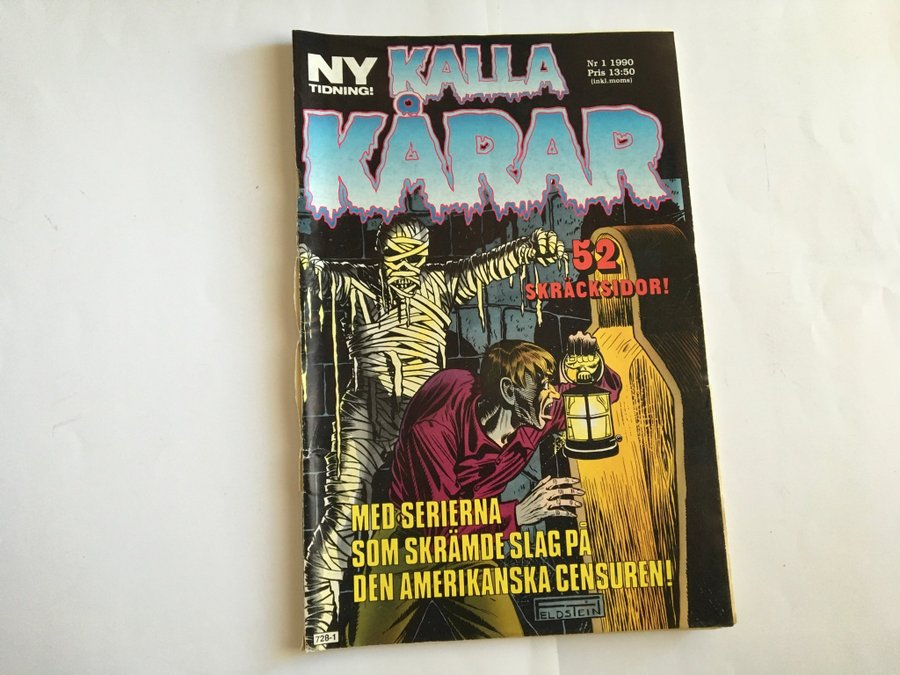 NY
TIDNING!
KALLA
KÅRAR
Nr 1 1990
Pris 13:50
(inkl.moms)
52
SKRÄCKSIDOR!
MED SERIERNA
SOM SKRÄMDE SLAG PÅ
DEN AMERIKANSKA CENSUREN!
FELDSTEIN
728-1